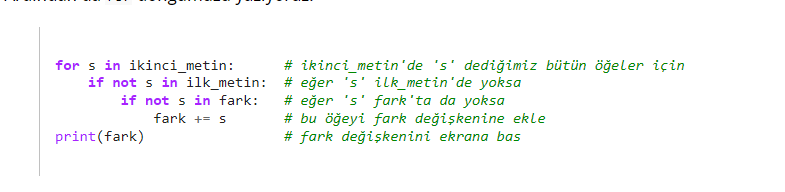 for s in ikinci_metin:       # ikinci_metin'de 's' dediğimiz bütün öğeler için
    if not s in ilk_metin:   # eğer 's' ilk_metin'de yoksa
        if not s in fark:    # eğer 's' fark'ta da yoksa
            fark += s        # bu öğeyi fark değişkenine ekle
print(fark)                  # fark değişkenini ekrana bas